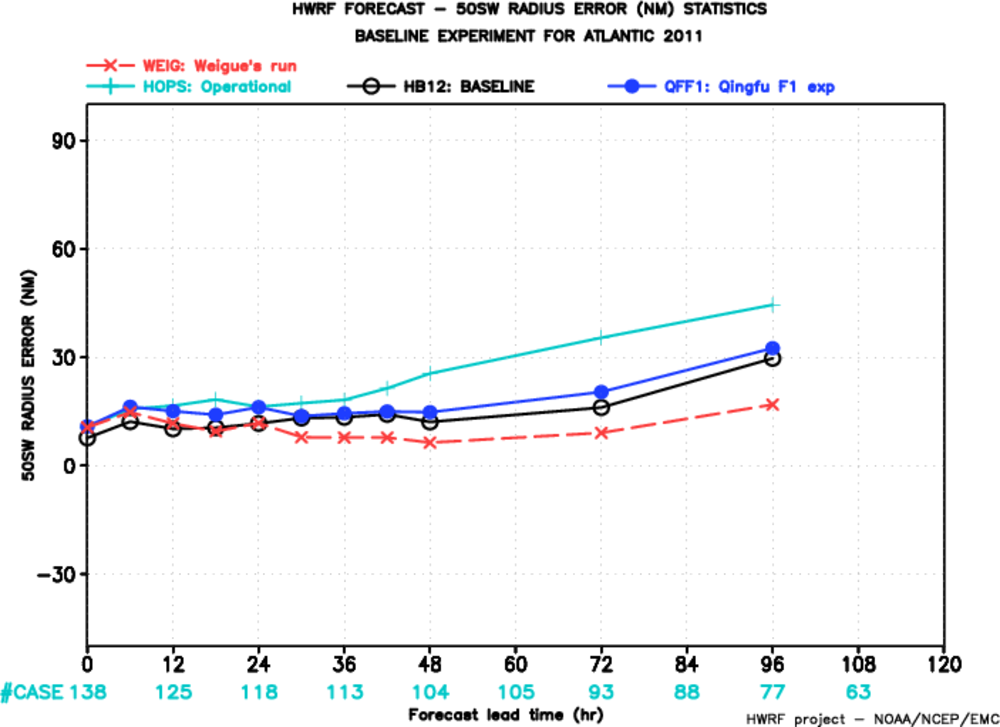 HWRF FORECAST – 50SW RADIUS ERROR (NM) STATISTICS
BASELINE EXPERIMENT FOR ATLANTIC 2011
WEIG: Weigue's run
HOPS: Operational HB12: BASELINE QFF1: Qingfu F1 exp
50SW RADIUS ERROR (NM)
90
60
30
0
–30
0 12 24 36 48 60 72 84 96 108 120
#CASE 138 125 118 113 104 105 93 88 77 63
Forecast lead time (hr)
HWRF project – NOAA/NCEP/EMC